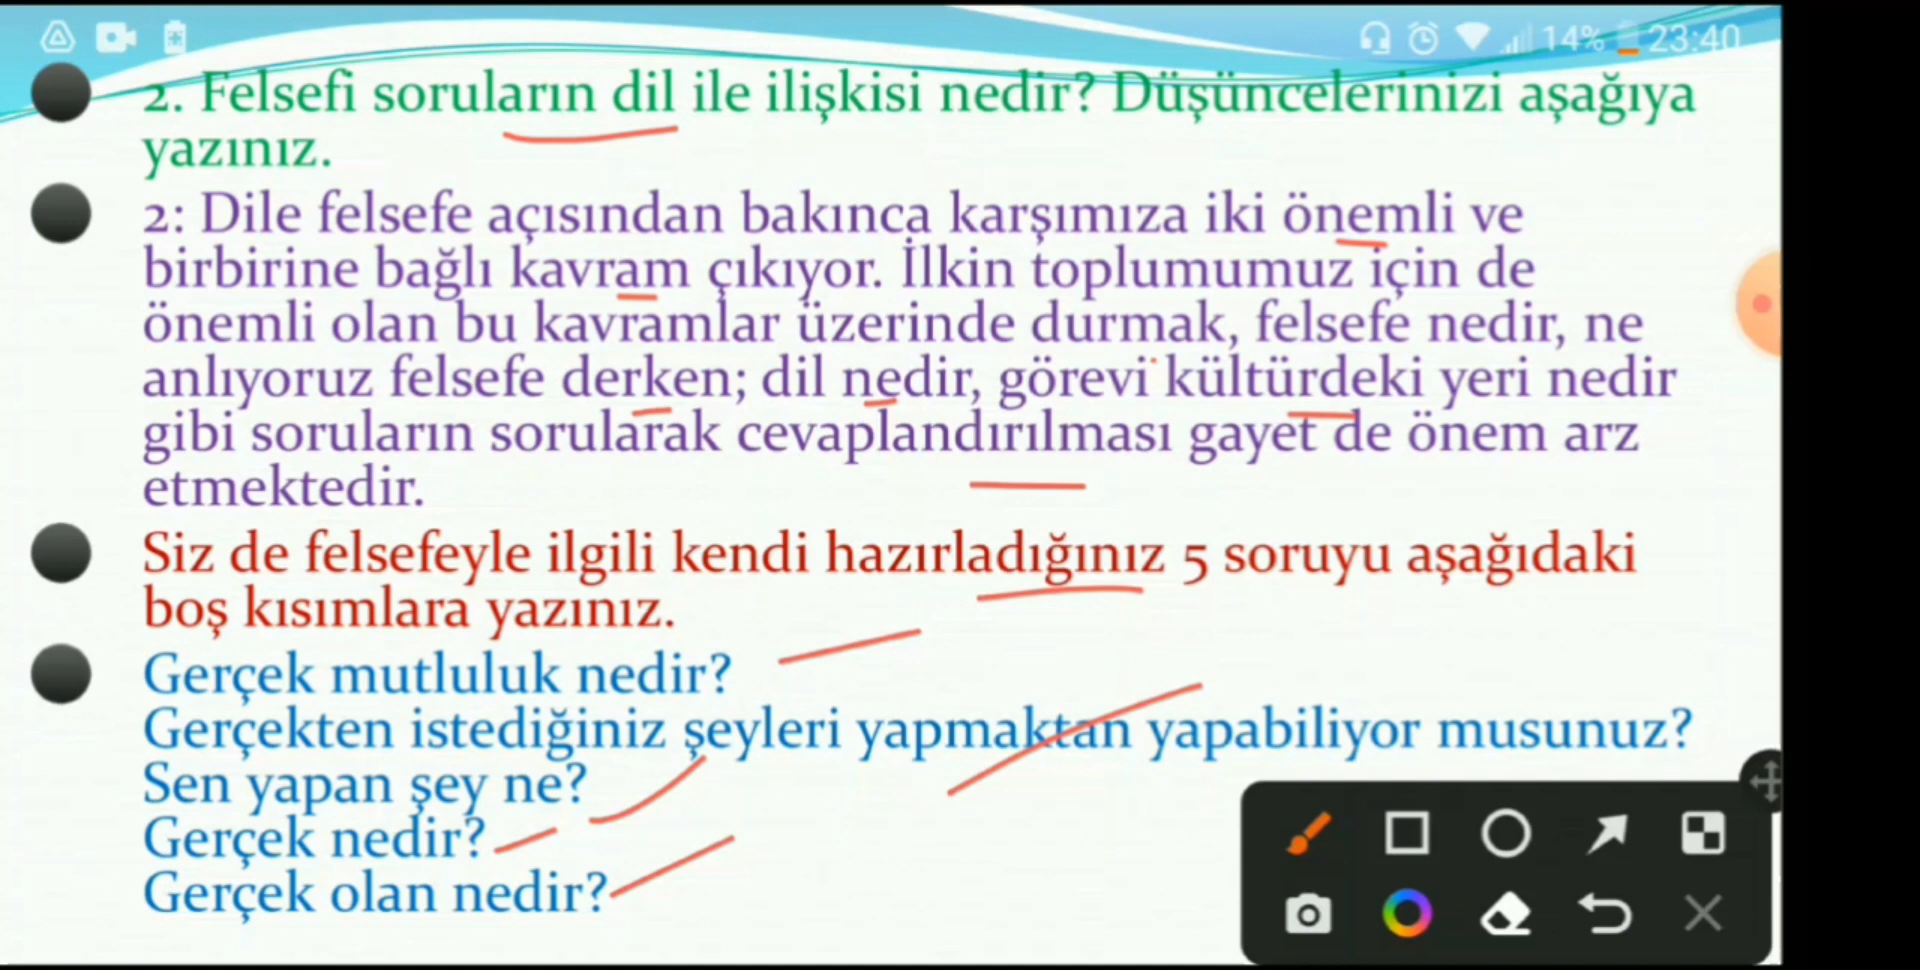 14% 23:40
2. Felsefi soruların dil ile ilişkisi nedir? Düşüncelerinizi aşağıya
yazınız.
2: Dile felsefe açısından bakınca karşımıza iki önemli ve
birbirine bağlı kavram çıkıyor. İlkin toplumumuz için de
önemli olan bu kavramlar üzerinde durmak, felsefe nedir, ne
anlıyoruz felsefe derken; dil nedir, görevi kültürdeki yeri nedir
gibi soruların sorularak cevaplandırılması gayet de önem arz
etmektedir.
Siz de felsefeyle ilgili kendi hazırladığınız 5 soruyu aşağıdaki
boş kısımlara yazınız.
Gerçek mutluluk nedir?
Gerçekten istediğiniz şeyleri yapmaktan yapabiliyor musunuz?
Sen yapan şey ne?
Gerçek nedir?
Gerçek olan nedir?